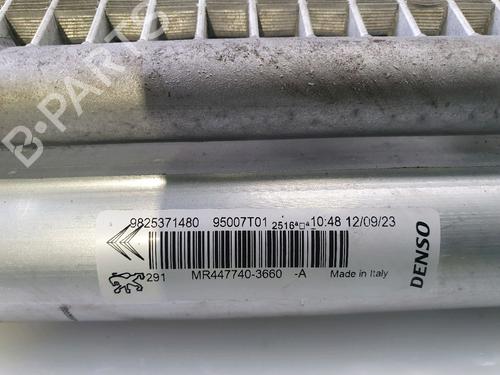 B-PARTS
9825371480 95007T01 2516 10:48 12/09/23
291 MR447740-3660 -A Made in Italy
DENSO